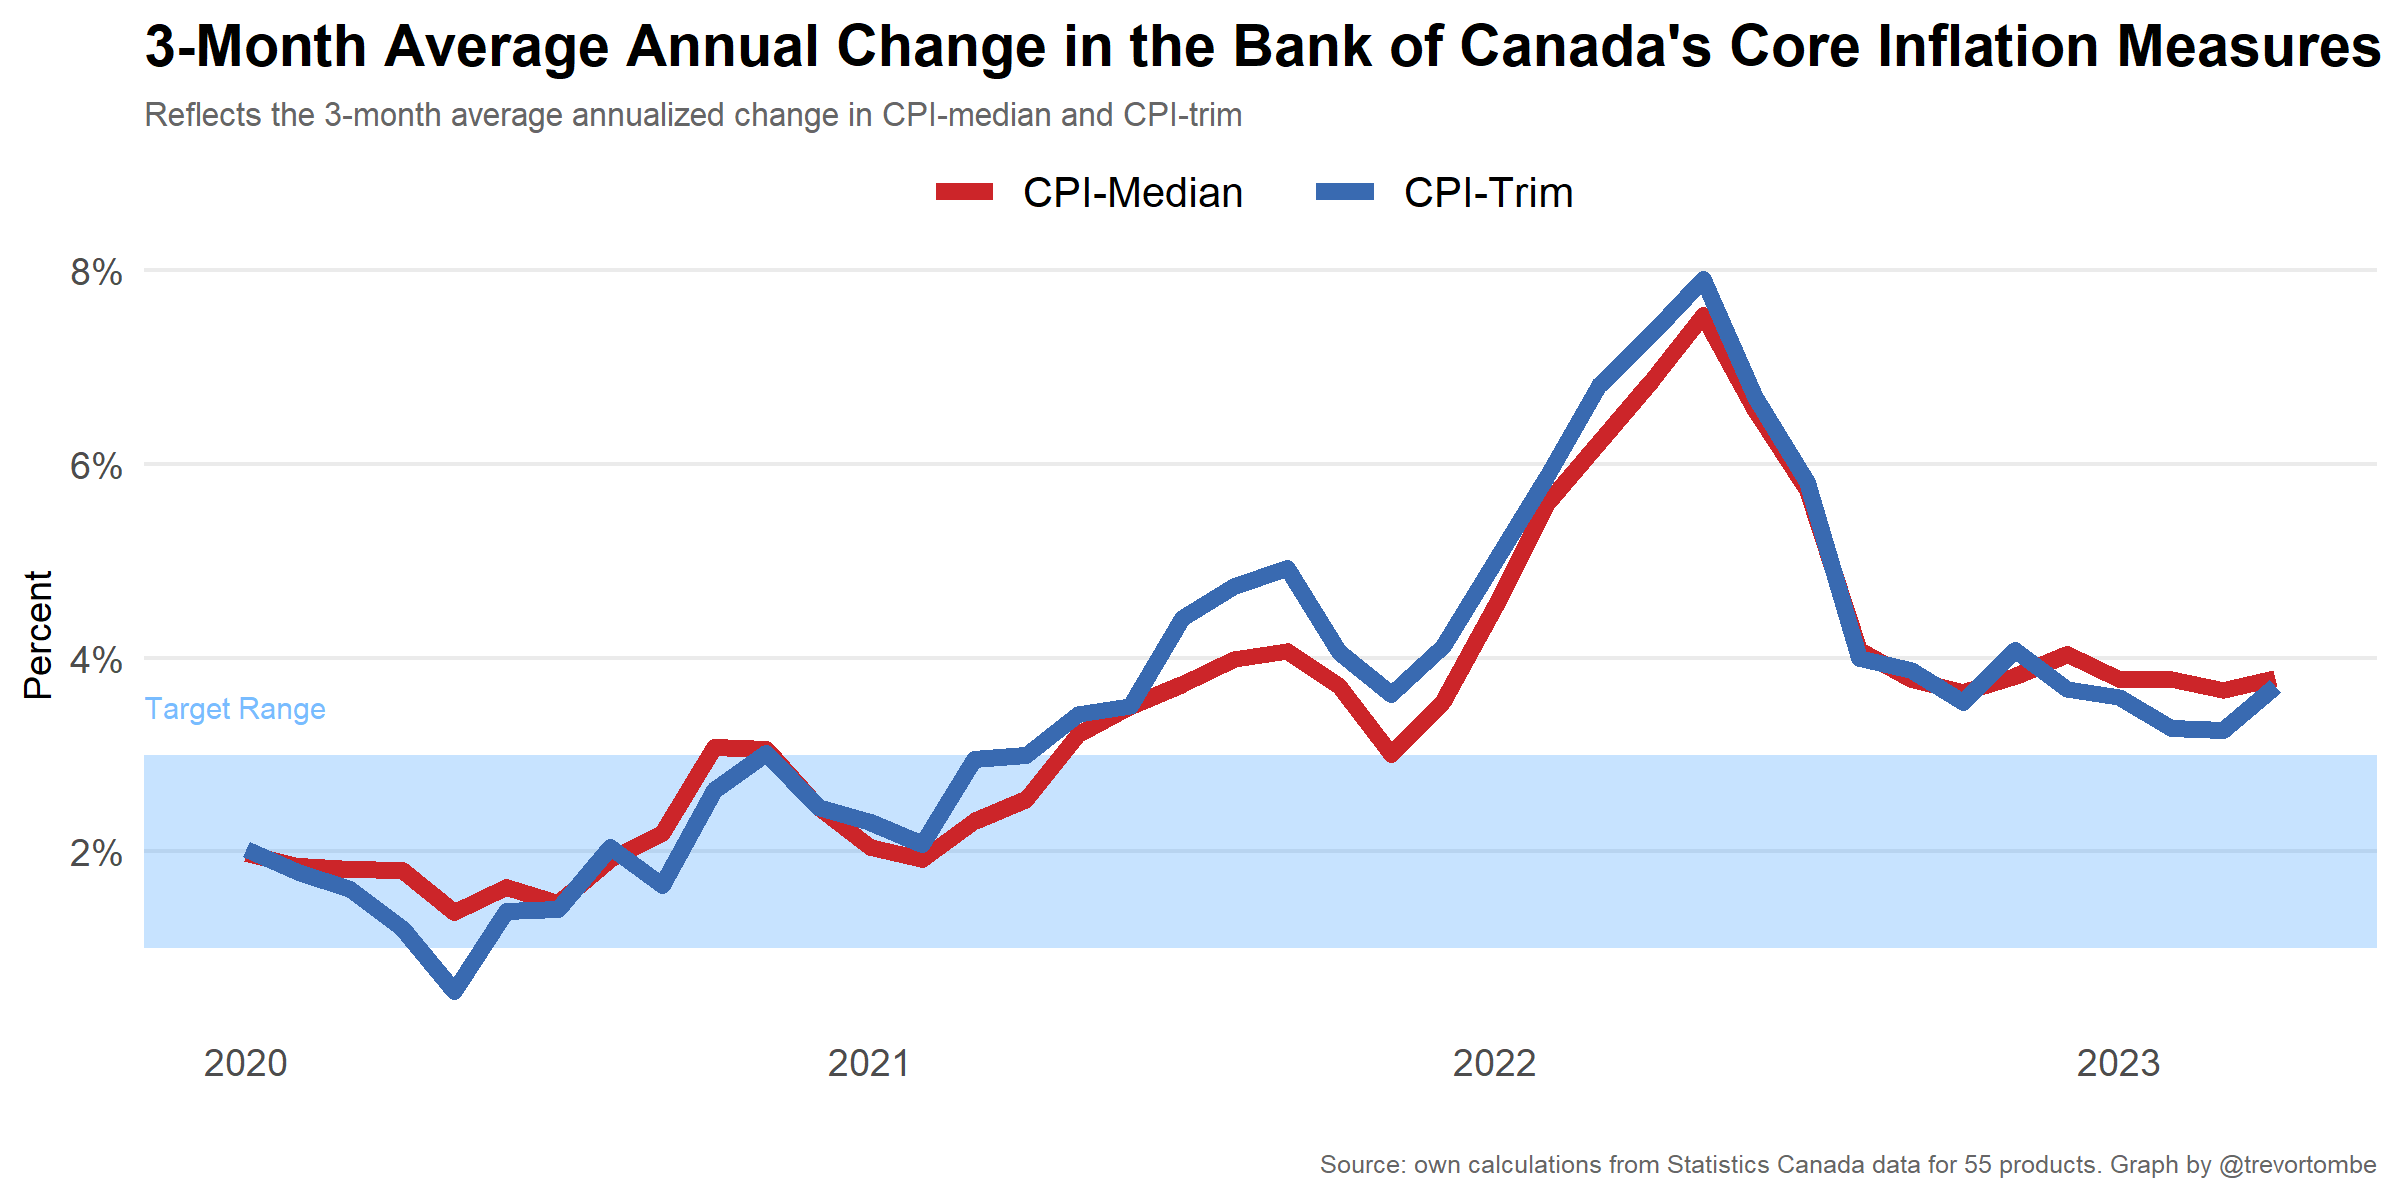 3-Month Average Annual Change in the Bank of Canada's Core Inflation Measures
Reflects the 3-month average annualized change in CPI-median and CPI-trim
CPI-Median CPI-Trim
8%
6%
4%
2%
Percent
Target Range
2020 2021 2022 2023
Source: own calculations from Statistics Canada data for 55 products. Graph by @trevortombe